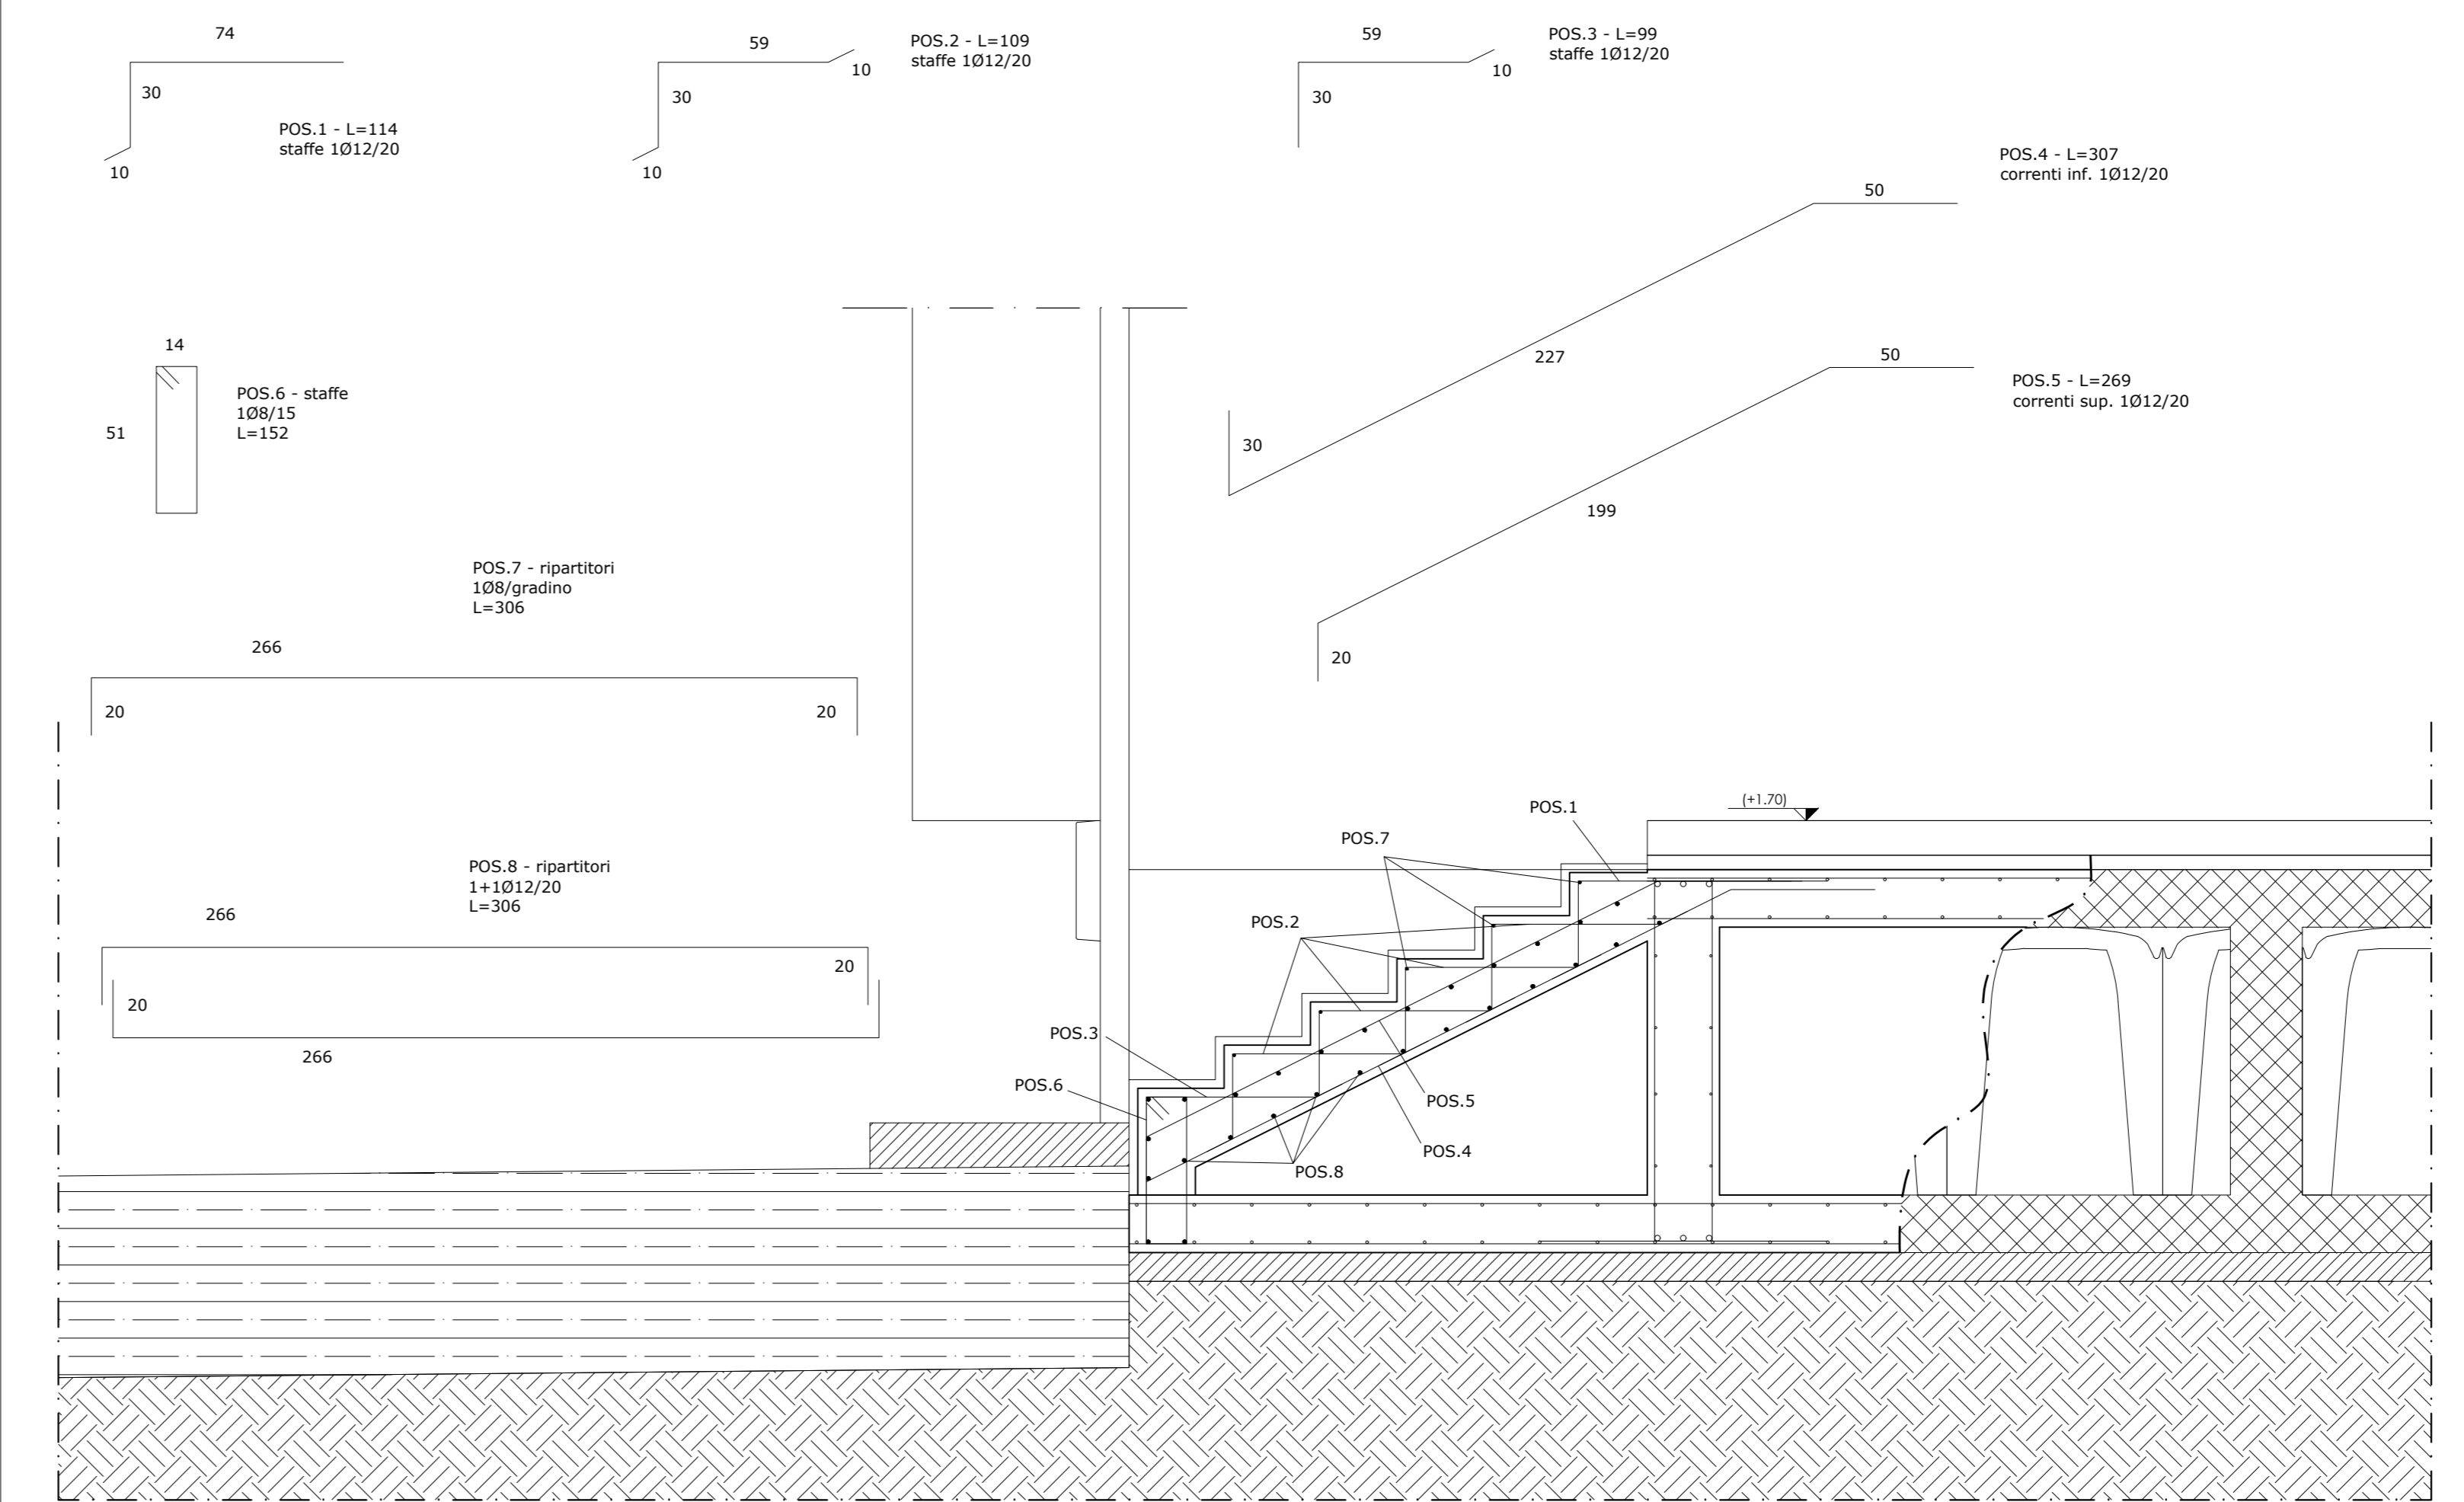 74
30
10
POS.1 - L=114
staffe 1Ø12/20
59
10
30
10
POS.2 - L=109
staffe 1Ø12/20
59
10
30
POS.3 - L=99
staffe 1Ø12/20
POS.4 - L=307
correnti inf. 1Ø12/20
50
227
30
50
199
20
POS.5 - L=269
correnti sup. 1Ø12/20
14
51
POS.6 - staffe
1Ø8/15
L=152
POS.7 - ripartitori
1Ø8/gradino
L=306
266
20
20
POS.8 - ripartitori
1+1Ø12/20
L=306
266
20
20
266
(+1.70)
POS.1
POS.7
POS.2
POS.3
POS.6
POS.5
POS.4
POS.8